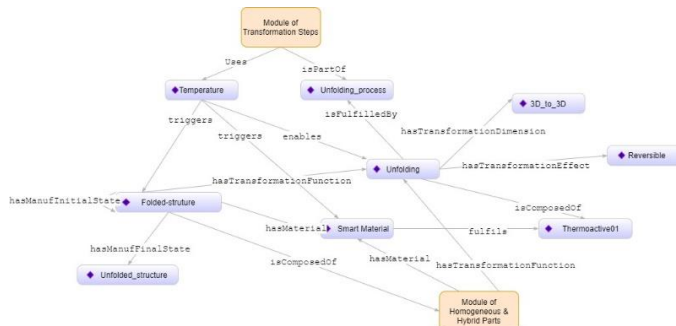 Module of
Transformation Steps
Uses
isPartOf
Temperature
Unfolding_process
3D_to_3D
isFulfilledBy
triggers
triggers
enables
hasTransformationDimension
Unfolding
Reversible
hasTransformationEffect
hasTransformationFunction
hasManufInitialState
Folded-struture
isComposedOf
hasMaterial
Smart Material
fulfils
Thermoactive01
hasManufFinalState
isComposedOf
hasMaterial
hasTransformationFunction
Unfolded_structure
Module of
Homogeneous &
Hybrid Parts